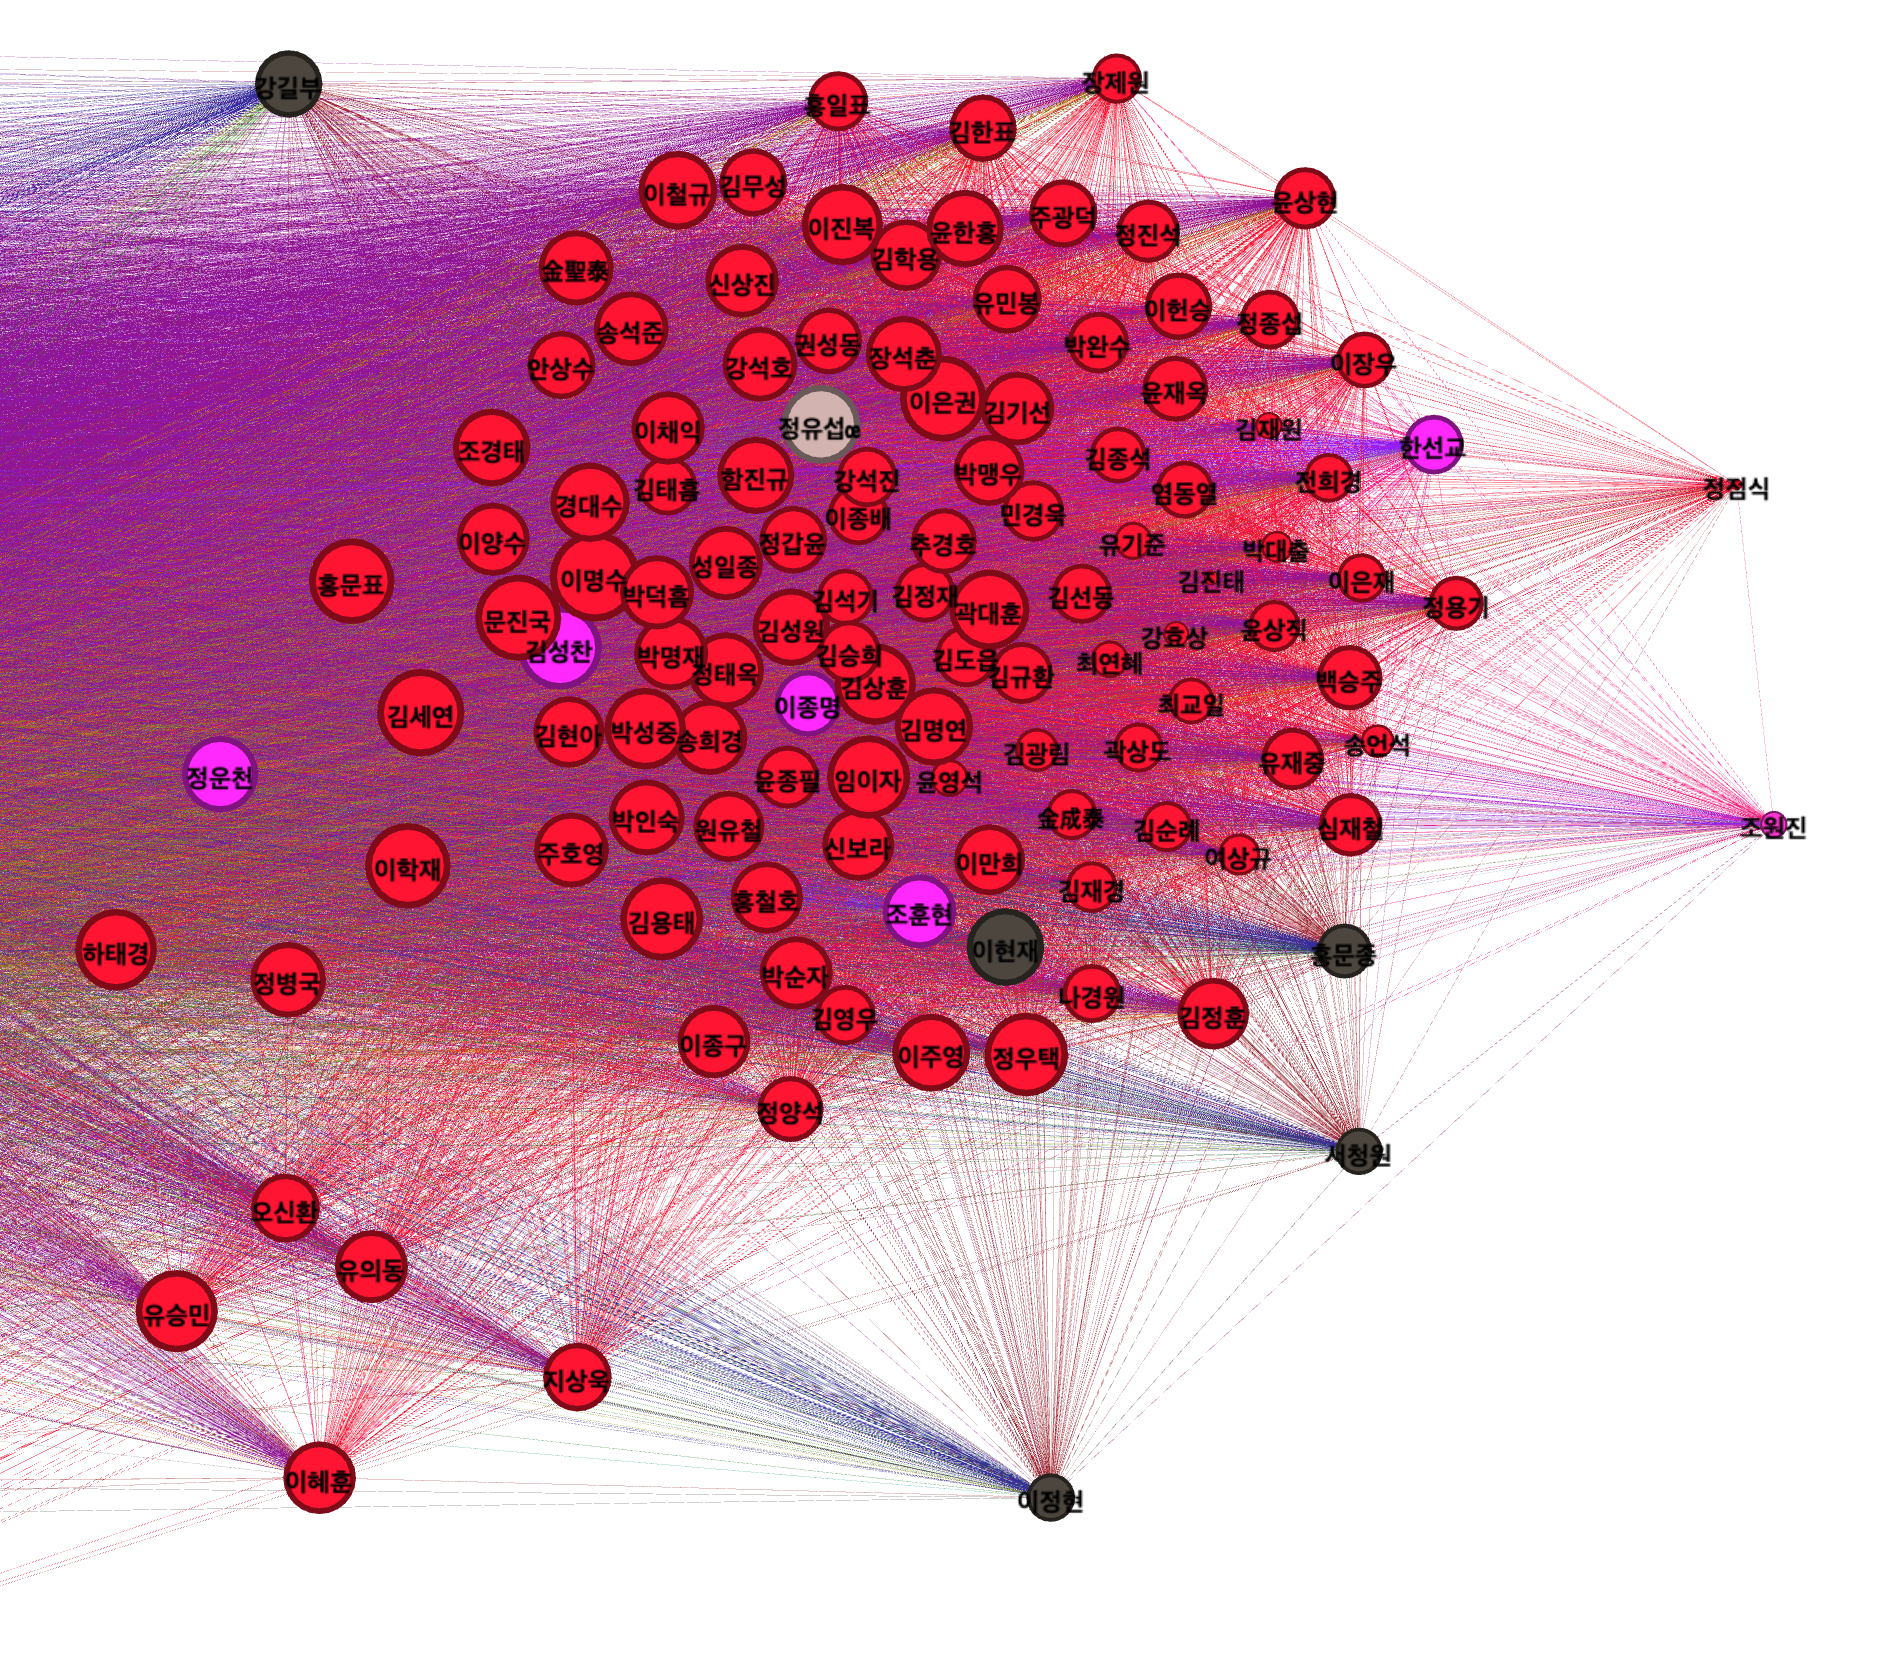 강길부
장제원
홍일표
김한표
이철규
김무성
윤상현
주광덕
이진복
윤한홍
정진석
김학용
金聖泰
신상진
유민봉
이헌승
정종섭
송석준
권성동
박완수
장석춘
이장우
안상수
강석호
윤재옥
이은권
김기선
정유섭œ
이채익
김재원
조경태
한선교
김종석
박맹우
함진규
강석진
전희경
김태흠
염동열
정점식
경대수
이종배
민경욱
이양수
정갑윤
추경호
유기준
박대출
성일종
이명수
김진태
이은재
홍문표
박덕흠
김석기
김정재
김선동
정용기
곽대훈
문진국
김성원
윤상직
강효상
김성찬
박명재
김승희
김도읍
최연혜
정태옥
김규환
백승주
김상훈
최교일
김세연
이종명
김현아
박성중
송희경
김명연
송언석
김광림
곽상도
유재중
정운천
윤종필
임이자
윤영석
박인숙
원유철
金成泰
김순례
심재철
조원진
주호영
신보라
이만희
여상규
이학재
김재경
홍철호
김용태
조훈현
하태경
이현재
홍문종
정병국
박순자
나경원
김영우
김정훈
이종구
이주영
정우택
정양석
서청원
오신환
유의동
유승민
지상욱
이혜훈
이정현